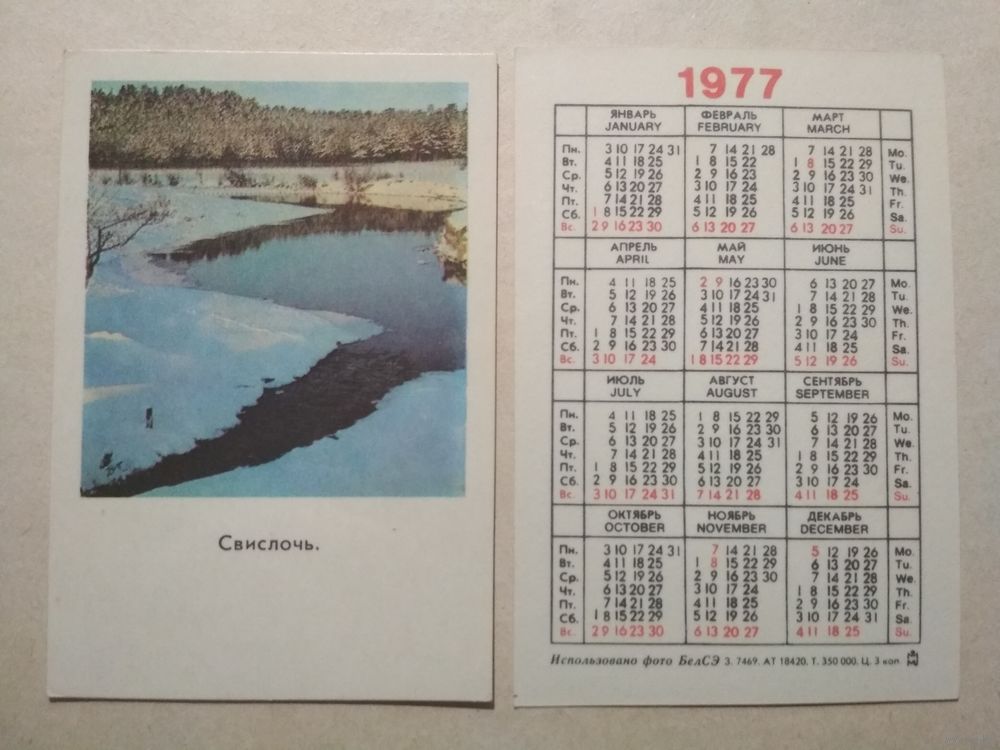 Свислочь.
1977
ЯНВАРЬ ФЕВРАЛЬ МАРТ
JANUARY FEBRUARY MARCH
Пн. 3 10 17 24 31 7 14 21 28 7 14 21 28 Mo.
Вт. 4 11 18 25 1 8 15 22 1 8 15 22 29 Tu.
Ср. 5 12 19 26 2 9 16 23 2 9 16 23 30 We.
Чт. 6 13 20 27 3 10 17 24 3 10 17 24 31 Th.
Пт. 7 14 21 28 4 11 18 25 4 11 18 25 Fr.
Сб. 1 8 15 22 29 5 12 19 26 5 12 19 26 Sa.
Вс. 2 9 16 23 30 6 13 20 27 6 13 20 27 Su.
АПРЕЛЬ МАЙ ИЮНЬ
APRIL MAY JUNE
Пн. 4 11 18 25 2 9 16 23 30 6 13 20 27 Mo.
Вт. 5 12 19 26 3 10 17 24 31 7 14 21 28 Tu.
Ср. 6 13 20 27 4 11 18 25 1 8 15 22 29 We.
Чт. 7 14 21 28 5 12 19 26 2 9 16 23 30 Th.
Пт. 1 8 15 22 29 6 13 20 27 3 10 17 24 Fr.
Сб. 2 9 16 23 30 7 14 21 28 4 11 18 25 Sa.
Вс. 3 10 17 24 1 8 15 22 29 5 12 19 26 Su.
ИЮЛЬ АВГУСТ СЕНТЯБРЬ
JULY AUGUST SEPTEMBER
Пн. 4 11 18 25 1 8 15 22 29 5 12 19 26 Mo.
Вт. 5 12 19 26 2 9 16 23 30 6 13 20 27 Tu.
Ср. 6 13 20 27 3 10 17 24 31 7 14 21 28 We.
Чт. 7 14 21 28 4 11 18 25 1 8 15 22 29 Th.
Пт. 1 8 15 22 29 5 12 19 26 2 9 16 23 30 Fr.
Сб. 2 9 16 23 30 6 13 20 27 3 10 17 24 Sa.
Вс. 3 10 17 24 31 7 14 21 28 4 11 18 25 Su.
ОКТЯБРЬ НОЯБРЬ ДЕКАБРЬ
OCTOBER NOVEMBER DECEMBER
Пн. 3 10 17 24 31 7 14 21 28 5 12 19 26 Mo.
Вт. 4 11 18 25 1 8 15 22 29 6 13 20 27 Tu.
Ср. 5 12 19 26 2 9 16 23 30 7 14 21 28 We.
Чт. 6 13 20 27 3 10 17 24 1 8 15 22 29 Th.
Пт. 7 14 21 28 4 11 18 25 2 9 16 23 30 Fr.
Сб. 1 8 15 22 29 5 12 19 26 3 10 17 24 31 Sa.
Вс. 2 9 16 23 30 6 13 20 27 4 11 18 25 Su.
Использовано фото БелСЭ З. 7469. АТ 18420. Т. 350 000. Ц. 3 коп